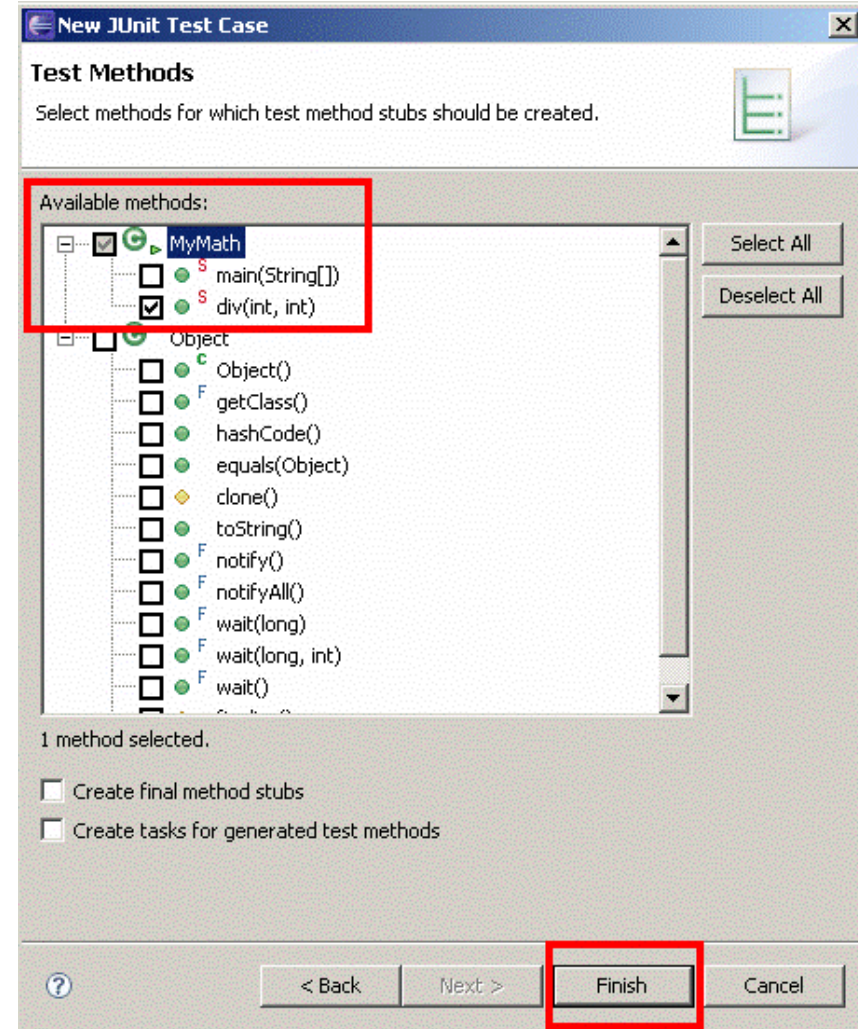 New JUnit Test Case
Test Methods
Select methods for which test method stubs should be created.
Available methods:
MyMath
S main(String[])
S div(int, int)
Object
C Object()
F getClass()
hashCode()
equals(Object)
clone()
toString()
F notify()
F notifyAll()
F wait(long)
F wait(long, int)
F wait()
Select All
Deselect All
1 method selected.
Create final method stubs
Create tasks for generated test methods
? < Back Next > Finish Cancel